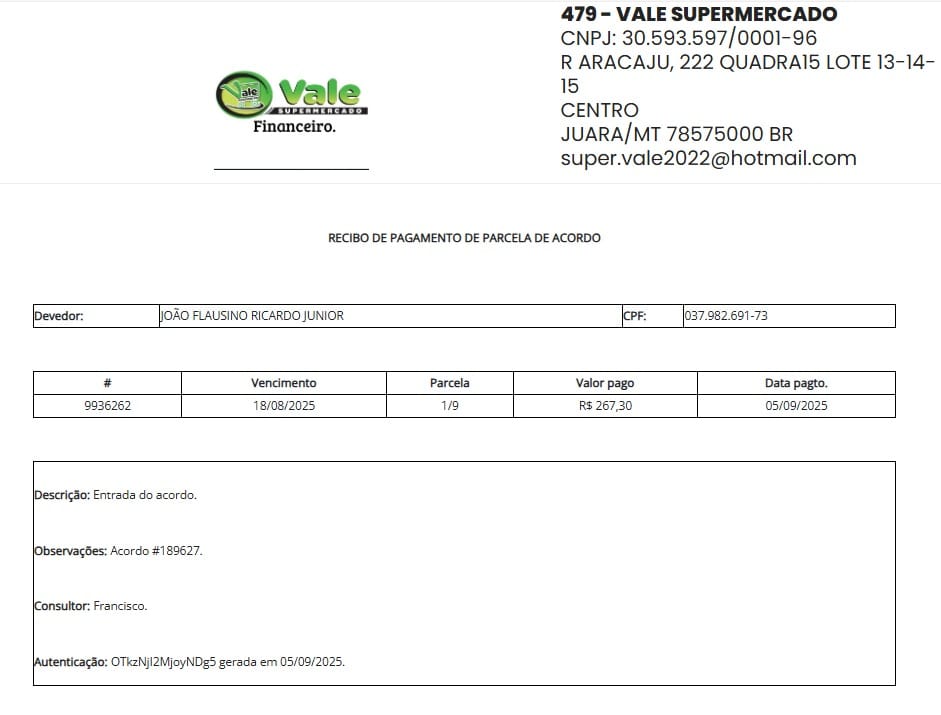 479 - VALE SUPERMERCADO
CNPJ: 30.593.597/0001-96
R ARACAJU, 222 QUADRA15 LOTE 13-14-
15
CENTRO
JUARA/MT 78575000 BR
super.vale2022@hotmail.com
Vale
Vale
SUPERMERCADO
Financeiro.
RECIBO DE PAGAMENTO DE PARCELA DE ACORDO
Devedor: JOÃO FLAUSINO RICARDO JUNIOR CPF: 037.982.691-73
# Vencimento Parcela Valor pago Data pagto.
9936262 18/08/2025 1/9 R$ 267,30 05/09/2025
Descrição: Entrada do acordo.
Observações: Acordo #189627.
Consultor: Francisco.
Autenticação: OTkzNjI2MjoyNDg5 gerada em 05/09/2025.